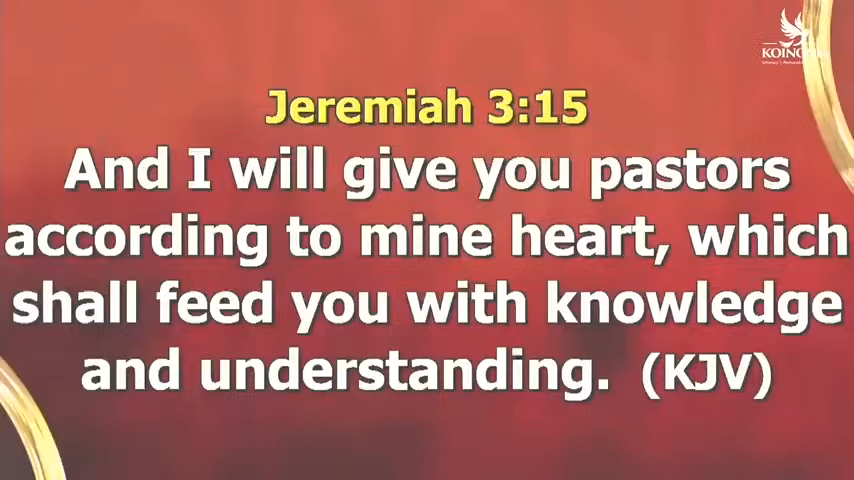 KOINONIA
Jeremiah 3:15
And I will give you pastors
according to mine heart, which
shall feed you with knowledge
and understanding. (KJV)